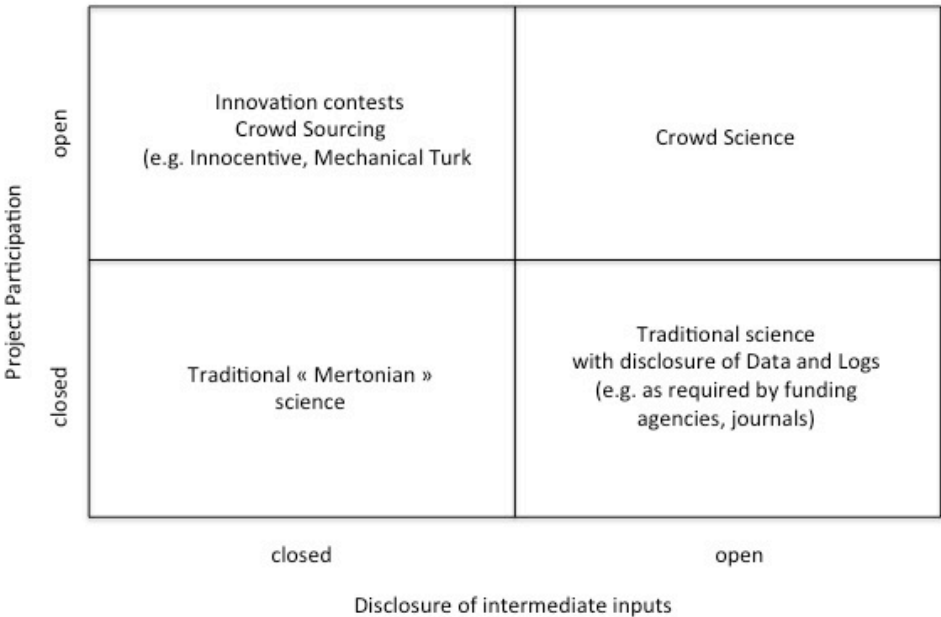 Innovation contests
Crowd Sourcing
(e.g. Innocentive, Mechanical Turk
Crowd Science
open
Project Participation
closed
Traditional « Mertonian »
science
Traditional science
with disclosure of Data and Logs
(e.g. as required by funding
agencies, journals)
closed
open
Disclosure of intermediate inputs